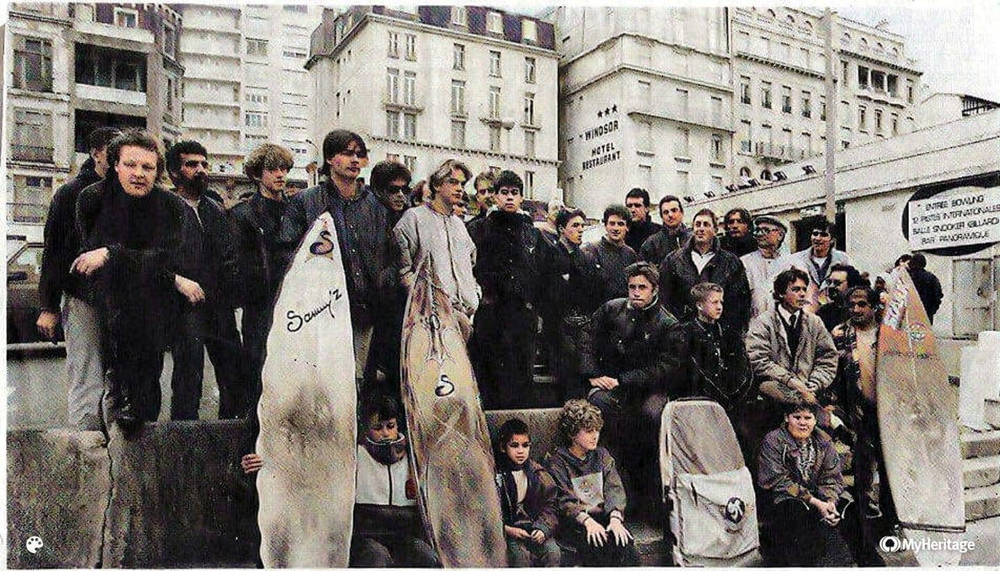 ★★★
WINDSOR
HOTEL
RESTAURANT
ENTREE BOWLING
12 PISTES INTERNATIONALES
SALLE SNOOKER BILLARD
BAR PANORAMIQUE
S
Sammy'z
S
MyHeritage